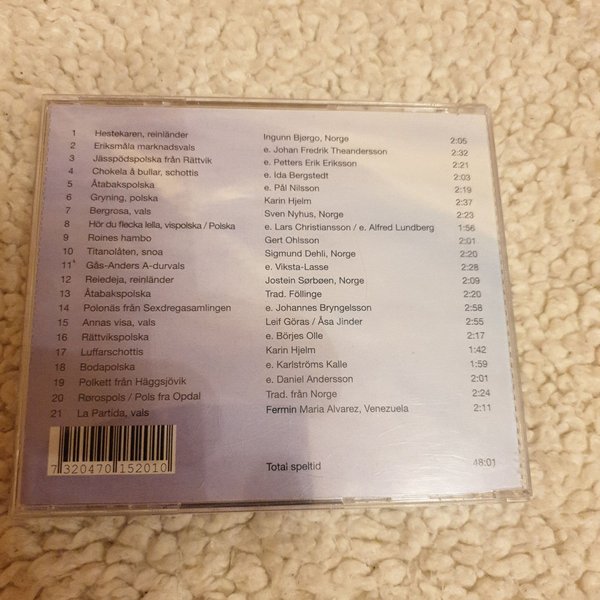 1 Hestekaren, reinländer Ingunn Bjørgo, Norge 2:05
2 Eriksmåla marknadsvals e. Johan Fredrik Theandersson 2:32
3 Jässpödspolska från Rättvik e. Petters Erik Eriksson 2:21
4 Chokela å bullar, schottis e. Ida Bergstedt 2:03
5 Åtabakspolska e. Pål Nilsson 2:19
6 Gryning, polska Karin Hjelm 2:37
7 Bergrosa, vals Sven Nyhus, Norge 2:23
8 Hör du flecka lella, vispolska / Polska e. Lars Christiansson / e. Alfred Lundberg 1:56
9 Roines hambo Gert Ohlsson 2:01
10 Titanolåten, snoa Sigmund Dehli, Norge 2:20
11 Gås-Anders A-durvals e. Viksta-Lasse 2:28
12 Reiedeja, reinländer Jostein Sørbøen, Norge 2:09
13 Åtabakspolska Trad. Föllinge 2:20
14 Polonäs från Sexdregasamlingen e. Johannes Bryngelsson 2:58
15 Annas visa, vals Leif Göras / Åsa Jinder 2:55
16 Rättvikspolska e. Börjes Olle 2:17
17 Luffarschottis Karin Hjelm 1:42
18 Bodapolska e. Karlströms Kalle 1:59
19 Polkett från Häggsjövik e. Daniel Andersson 2:01
20 Rørospols / Pols fra Opdal Trad. från Norge 2:24
21 La Partida, vals Fermin Maria Alvarez, Venezuela 2:11
Total speltid 48:01
7 320470 152010